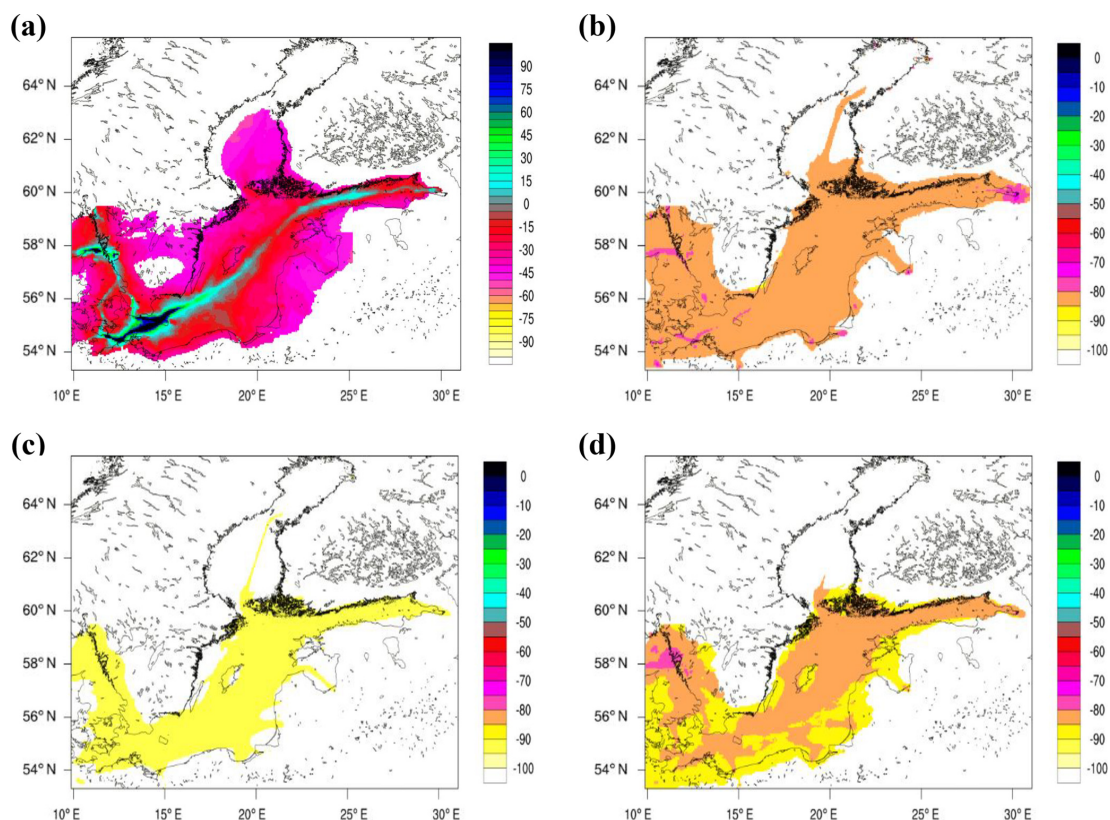 (a)
64° N
62° N
60° N
58° N
56° N
54° N
10° E
15° E
20° E
25° E
30° E
90
75
60
45
30
15
0
-15
-30
-45
-60
-75
-90
(b)
64° N
62° N
60° N
58° N
56° N
54° N
10° E
15° E
20° E
25° E
30° E
0
-10
-20
-30
-40
-50
-60
-70
-80
-90
-100
(c)
64° N
62° N
60° N
58° N
56° N
54° N
10° E
15° E
20° E
25° E
30° E
0
-10
-20
-30
-40
-50
-60
-70
-80
-90
-100
(d)
64° N
62° N
60° N
58° N
56° N
54° N
10° E
15° E
20° E
25° E
30° E
0
-10
-20
-30
-40
-50
-60
-70
-80
-90
-100